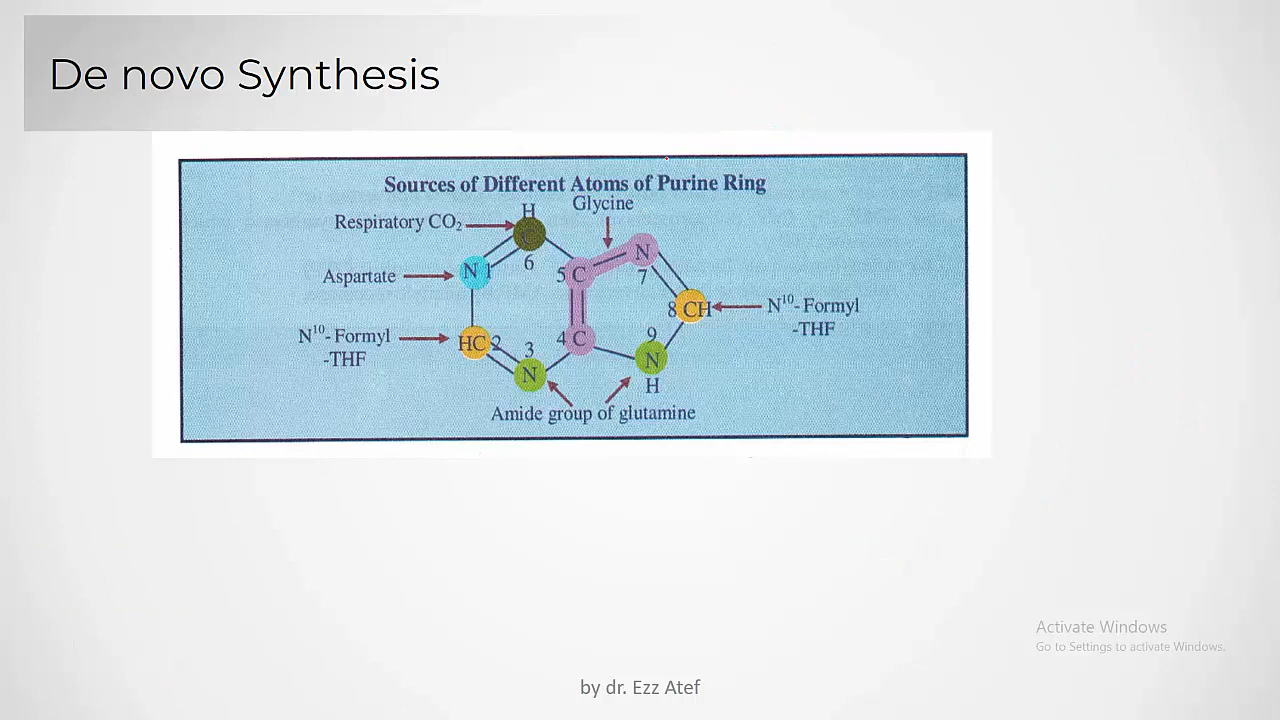 De novo Synthesis
Sources of Different Atoms of Purine Ring
Glycine
Respiratory CO₂
H
C
6
Aspartate
N 1
5 C
N
7
N¹⁰- Formyl
-THF
HC 2
3
N
4 C
9
N
H
8 CH
N¹⁰- Formyl
-THF
Amide group of glutamine
Activate Windows
Go to Settings to activate Windows.
by dr. Ezz Atef